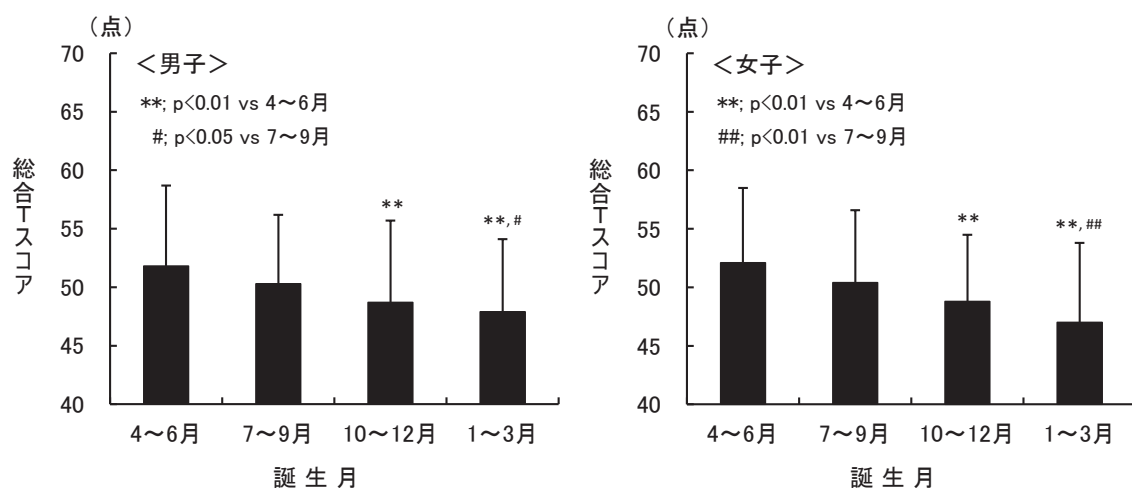 (点)
70
65
60
55
50
45
40
総合Tスコア
＜男子＞
**; p<0.01 vs 4～6月
#; p<0.05 vs 7～9月
**
**, #
4～6月 7～9月 10～12月 1～3月
誕生月
(点)
70
65
60
55
50
45
40
総合Tスコア
＜女子＞
**; p<0.01 vs 4～6月
##; p<0.01 vs 7～9月
**
**, ##
4～6月 7～9月 10～12月 1～3月
誕生月